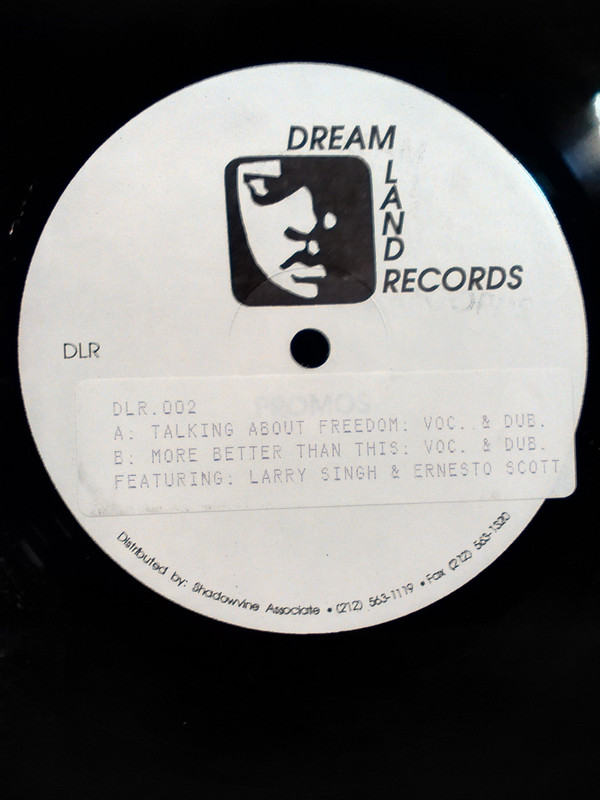 DREAM
LAND
RECORDS
DLR
PROMOS
DLR.002
A: TALKING ABOUT FREEDOM: VOC. & DUB.
B: MORE BETTER THAN THIS: VOC. & DUB.
FEATURING: LARRY SINGH & ERNESTO SCOTT
Distributed by: Shadowvine Associate • (212) 563-1119 • Fax (212) 563-1320